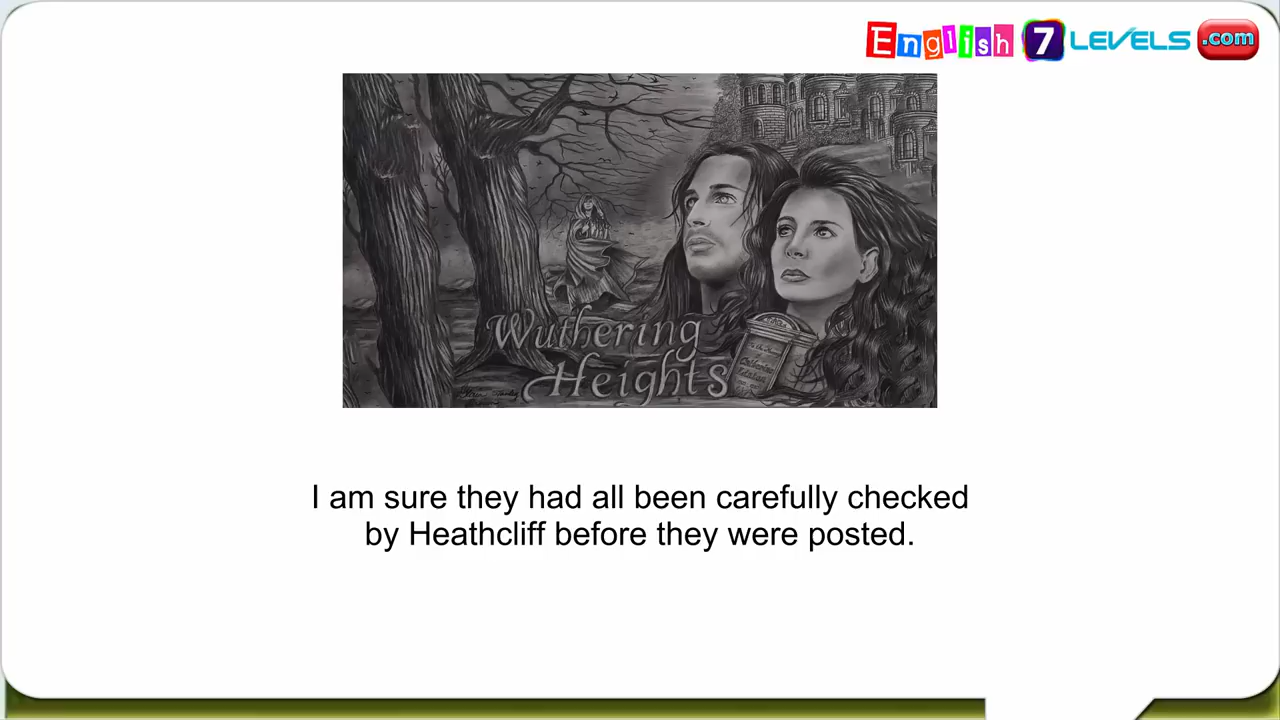 English 7 LEVELS .com
Wuthering
Heights
I am sure they had all been carefully checked
by Heathcliff before they were posted.